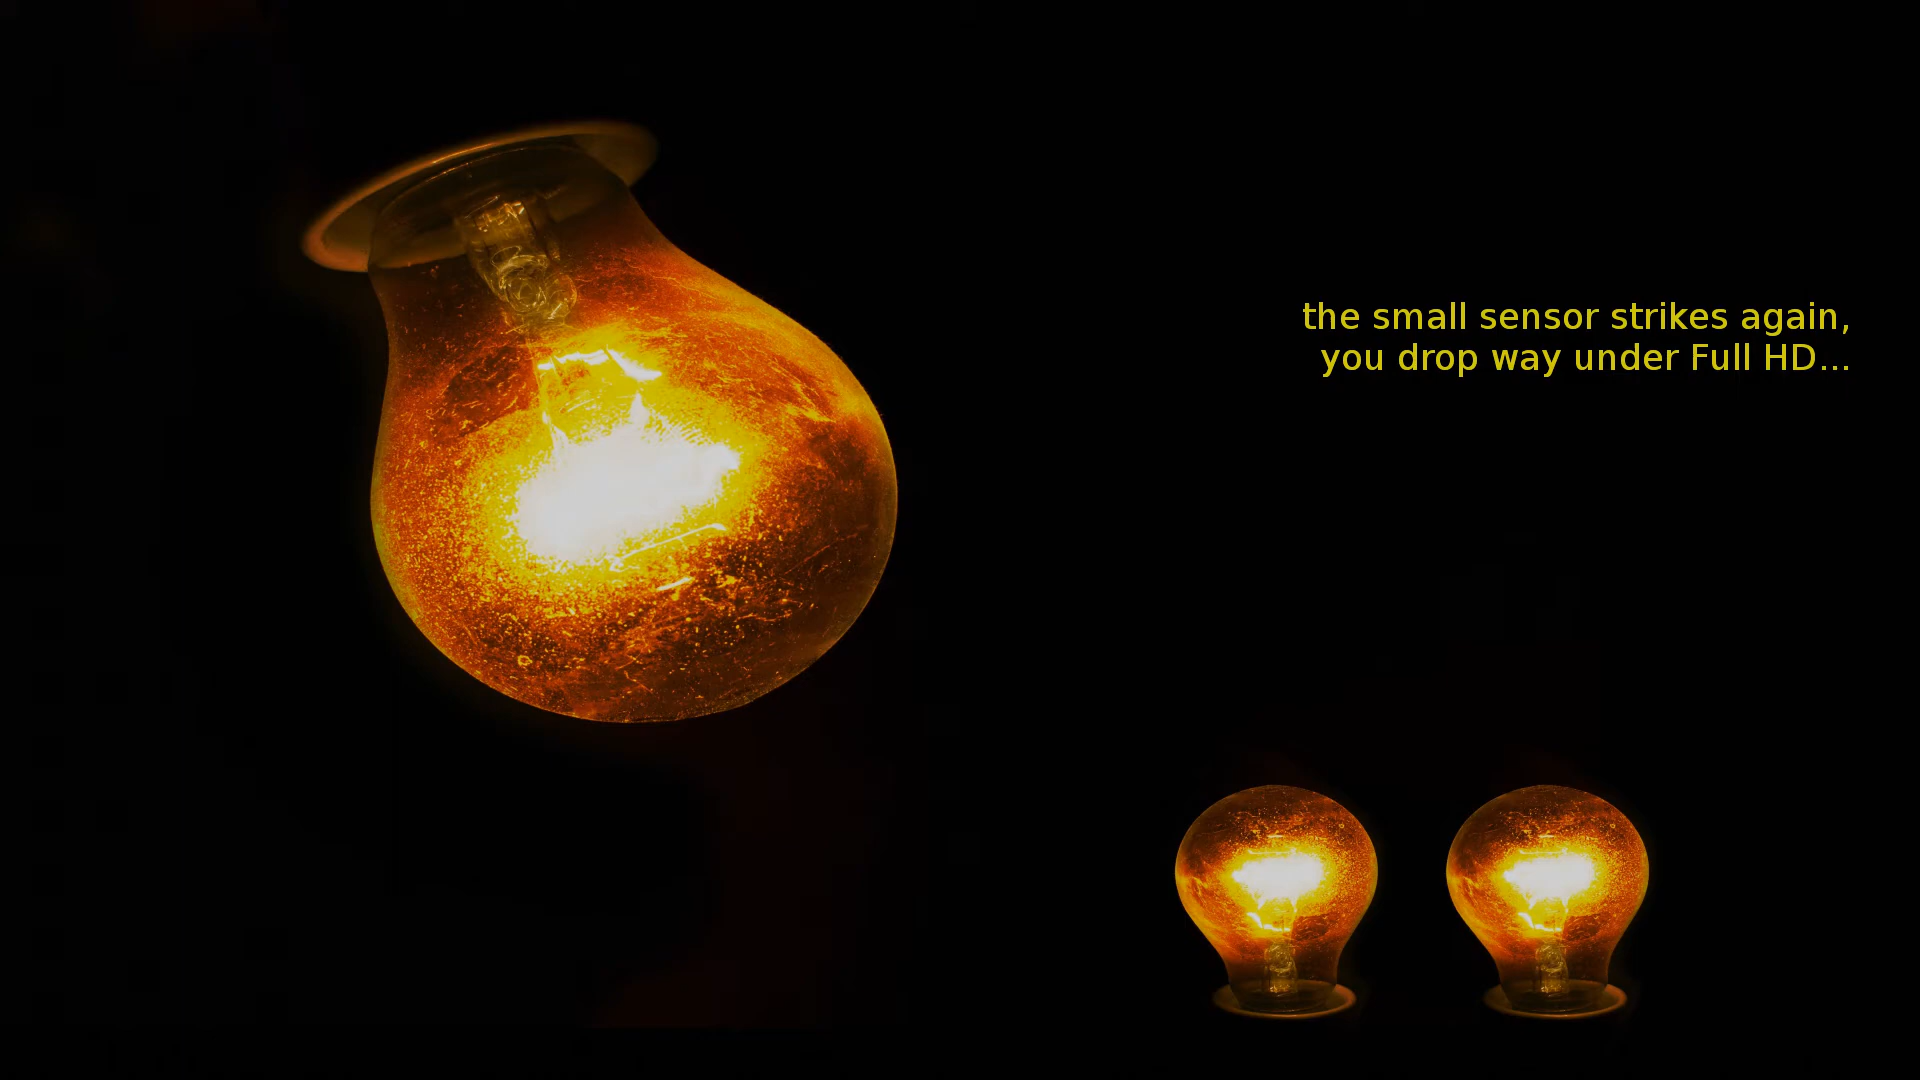 the small sensor strikes again,
you drop way under Full HD...